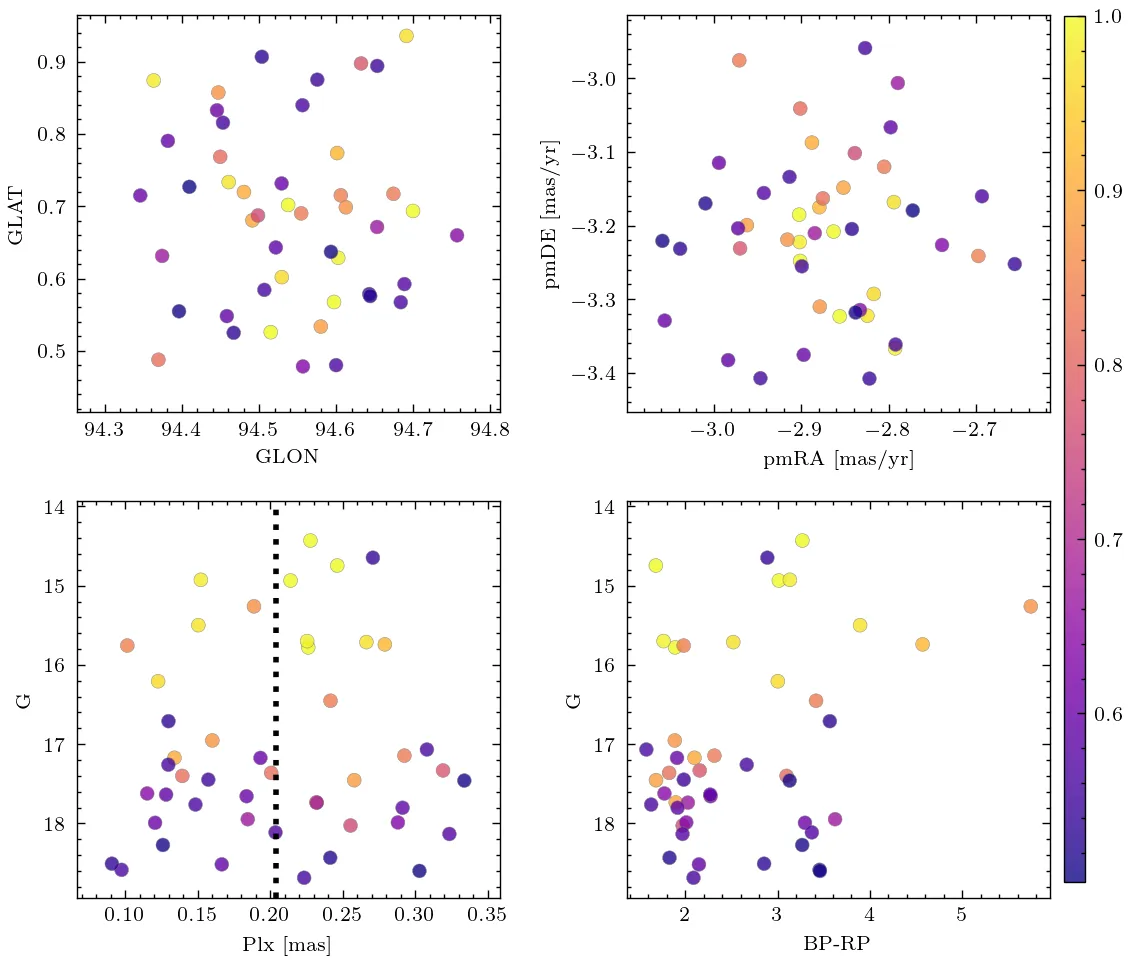 0.9
0.8
0.7
0.6
0.5
GLAT
94.3 94.4 94.5 94.6 94.7 94.8
GLON
−3.0
−3.1
−3.2
−3.3
−3.4
pmDE [mas/yr]
−3.0 −2.9 −2.8 −2.7
pmRA [mas/yr]
1.0
0.9
0.8
0.7
0.6
14
15
16
17
18
G
0.10 0.15 0.20 0.25 0.30 0.35
Plx [mas]
14
15
16
17
18
G
2 3 4 5
BP-RP